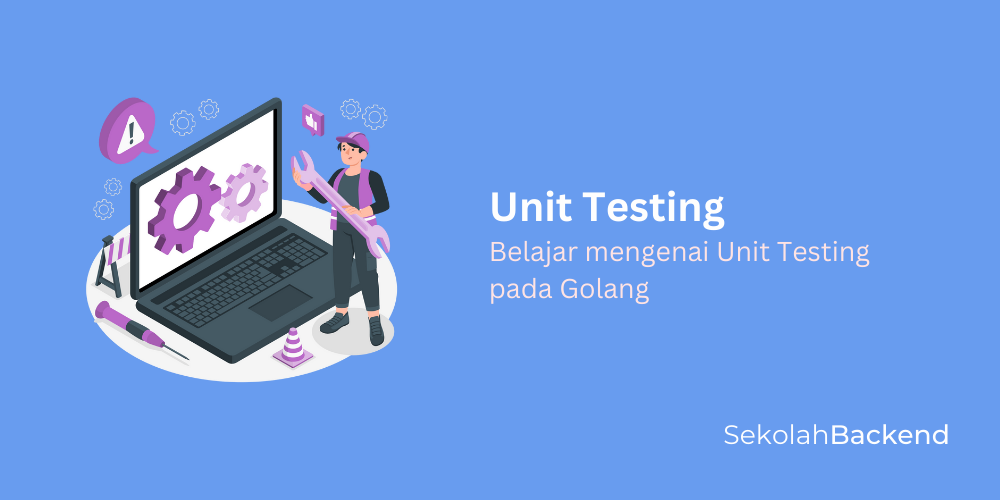 Unit Testing
Belajar mengenai Unit Testing
pada Golang
SekolahBackend